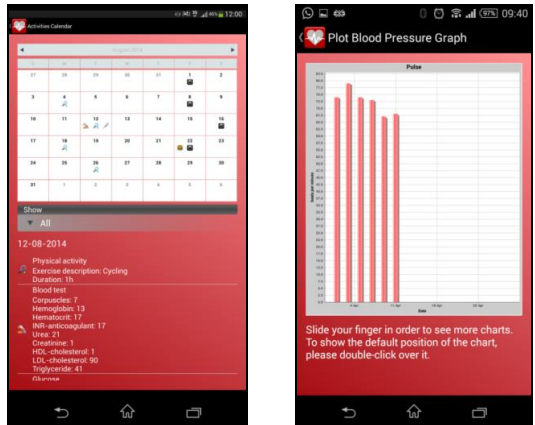 46% 12:00
Activities Calendar
August 2014
S M T W T F S
27 28 29 30 31 1 2
3 4 5 6 7 8 9
10 11 12 13 14 15 16
17 18 19 20 21 22 23
24 25 26 27 28 29 30
31 1 2 3 4 5 6
Show
All
12-08-2014
Physical activity
Exercise description: Cycling
Duration: 1h
Blood test
Corpuscles: 7
Hemoglobin: 13
Hematocrit: 17
INR-anticoagulant: 17
Urea: 21
Creatinine: 1
HDL-cholesterol: 1
LDL-cholesterol: 90
Triglyceride: 41
Glucose
97% 09:40
Plot Blood Pressure Graph
Pulse
Date
Slide your finger in order to see more charts.
To show the default position of the chart,
please double-click over it.